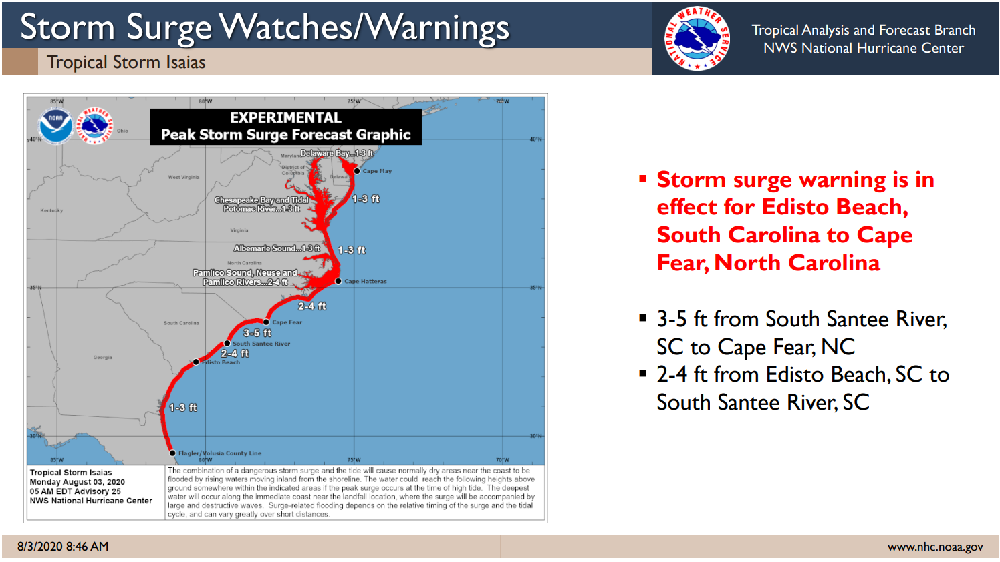 Storm Surge Watches/Warnings
Tropical Storm Isaias
NATIONAL WEATHER SERVICE
Tropical Analysis and Forecast Branch
NWS National Hurricane Center
85°W
80°W
75°W
70°W
NOAA
NATIONAL WEATHER SERVICE
EXPERIMENTAL
Peak Storm Surge Forecast Graphic
Ohio
40°N
40°N
Maryland
Delaware Bay...1-3 ft
District of
Columbia
Cape May
West Virginia
Delaware
Chesapeake Bay and Tidal
Potomac River...1-3 ft
1-3 ft
Kentucky
Virginia
Albemarle Sound...1-3 ft
1-3 ft
North Carolina
Pamlico Sound, Neuse and
Pamlico Rivers...2-4 ft
Cape Hatteras
35°N
35°N
2-4 ft
South Carolina
Cape Fear
3-5 ft
South Santee River
2-4 ft
Georgia
Edisto Beach
1-3 ft
30°N
30°N
Flagler/Volusia County Line
85°W
80°W
75°W
70°W
Tropical Storm Isaias
Monday August 03, 2020
05 AM EDT Advisory 25
NWS National Hurricane Center
The combination of a dangerous storm surge and the tide will cause normally dry areas near the coast to be
flooded by rising waters moving inland from the shoreline. The water could reach the following heights above
ground somewhere within the indicated areas if the peak surge occurs at the time of high tide. The deepest
water will occur along the immediate coast near the landfall location, where the surge will be accompanied by
large and destructive waves. Surge-related flooding depends on the relative timing of the surge and the tidal
cycle, and can vary greatly over short distances.
▪ Storm surge warning is in
effect for Edisto Beach,
South Carolina to Cape
Fear, North Carolina
▪ 3-5 ft from South Santee River,
SC to Cape Fear, NC
▪ 2-4 ft from Edisto Beach, SC to
South Santee River, SC
8/3/2020 8:46 AM
www.nhc.noaa.gov